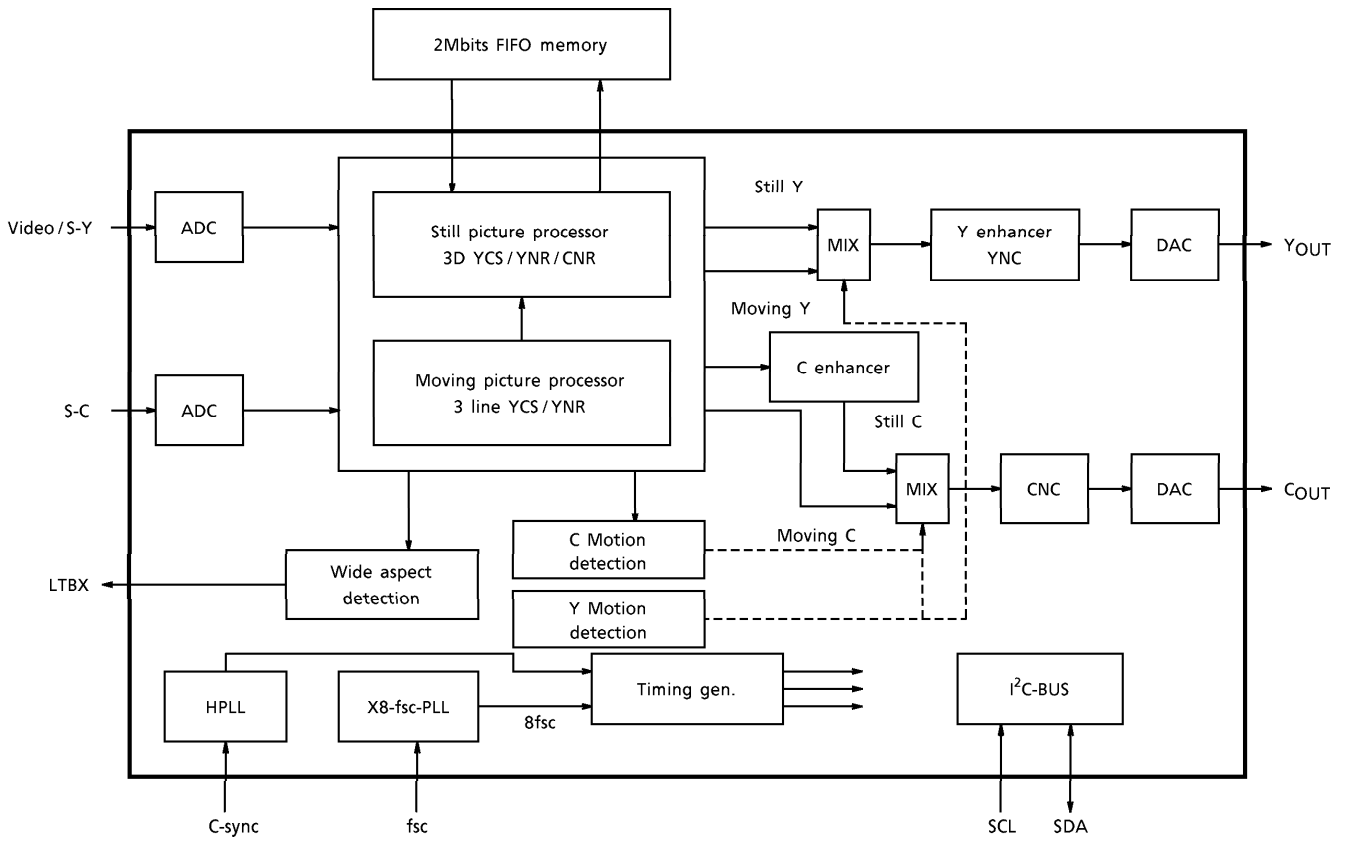 2Mbits FIFO memory
Still Y
Video/S-Y
ADC
Still picture processor
3D YCS/YNR/CNR
MIX
Y enhancer
YNC
DAC
YOUT
Moving Y
C enhancer
Moving picture processor
3 line YCS/YNR
S-C
ADC
Still C
MIX
CNC
DAC
COUT
Moving C
C Motion
detection
LTBX
Wide aspect
detection
Y Motion
detection
HPLL
X8-fsc-PLL
8fsc
Timing gen.
I²C-BUS
C-sync
fsc
SCL
SDA